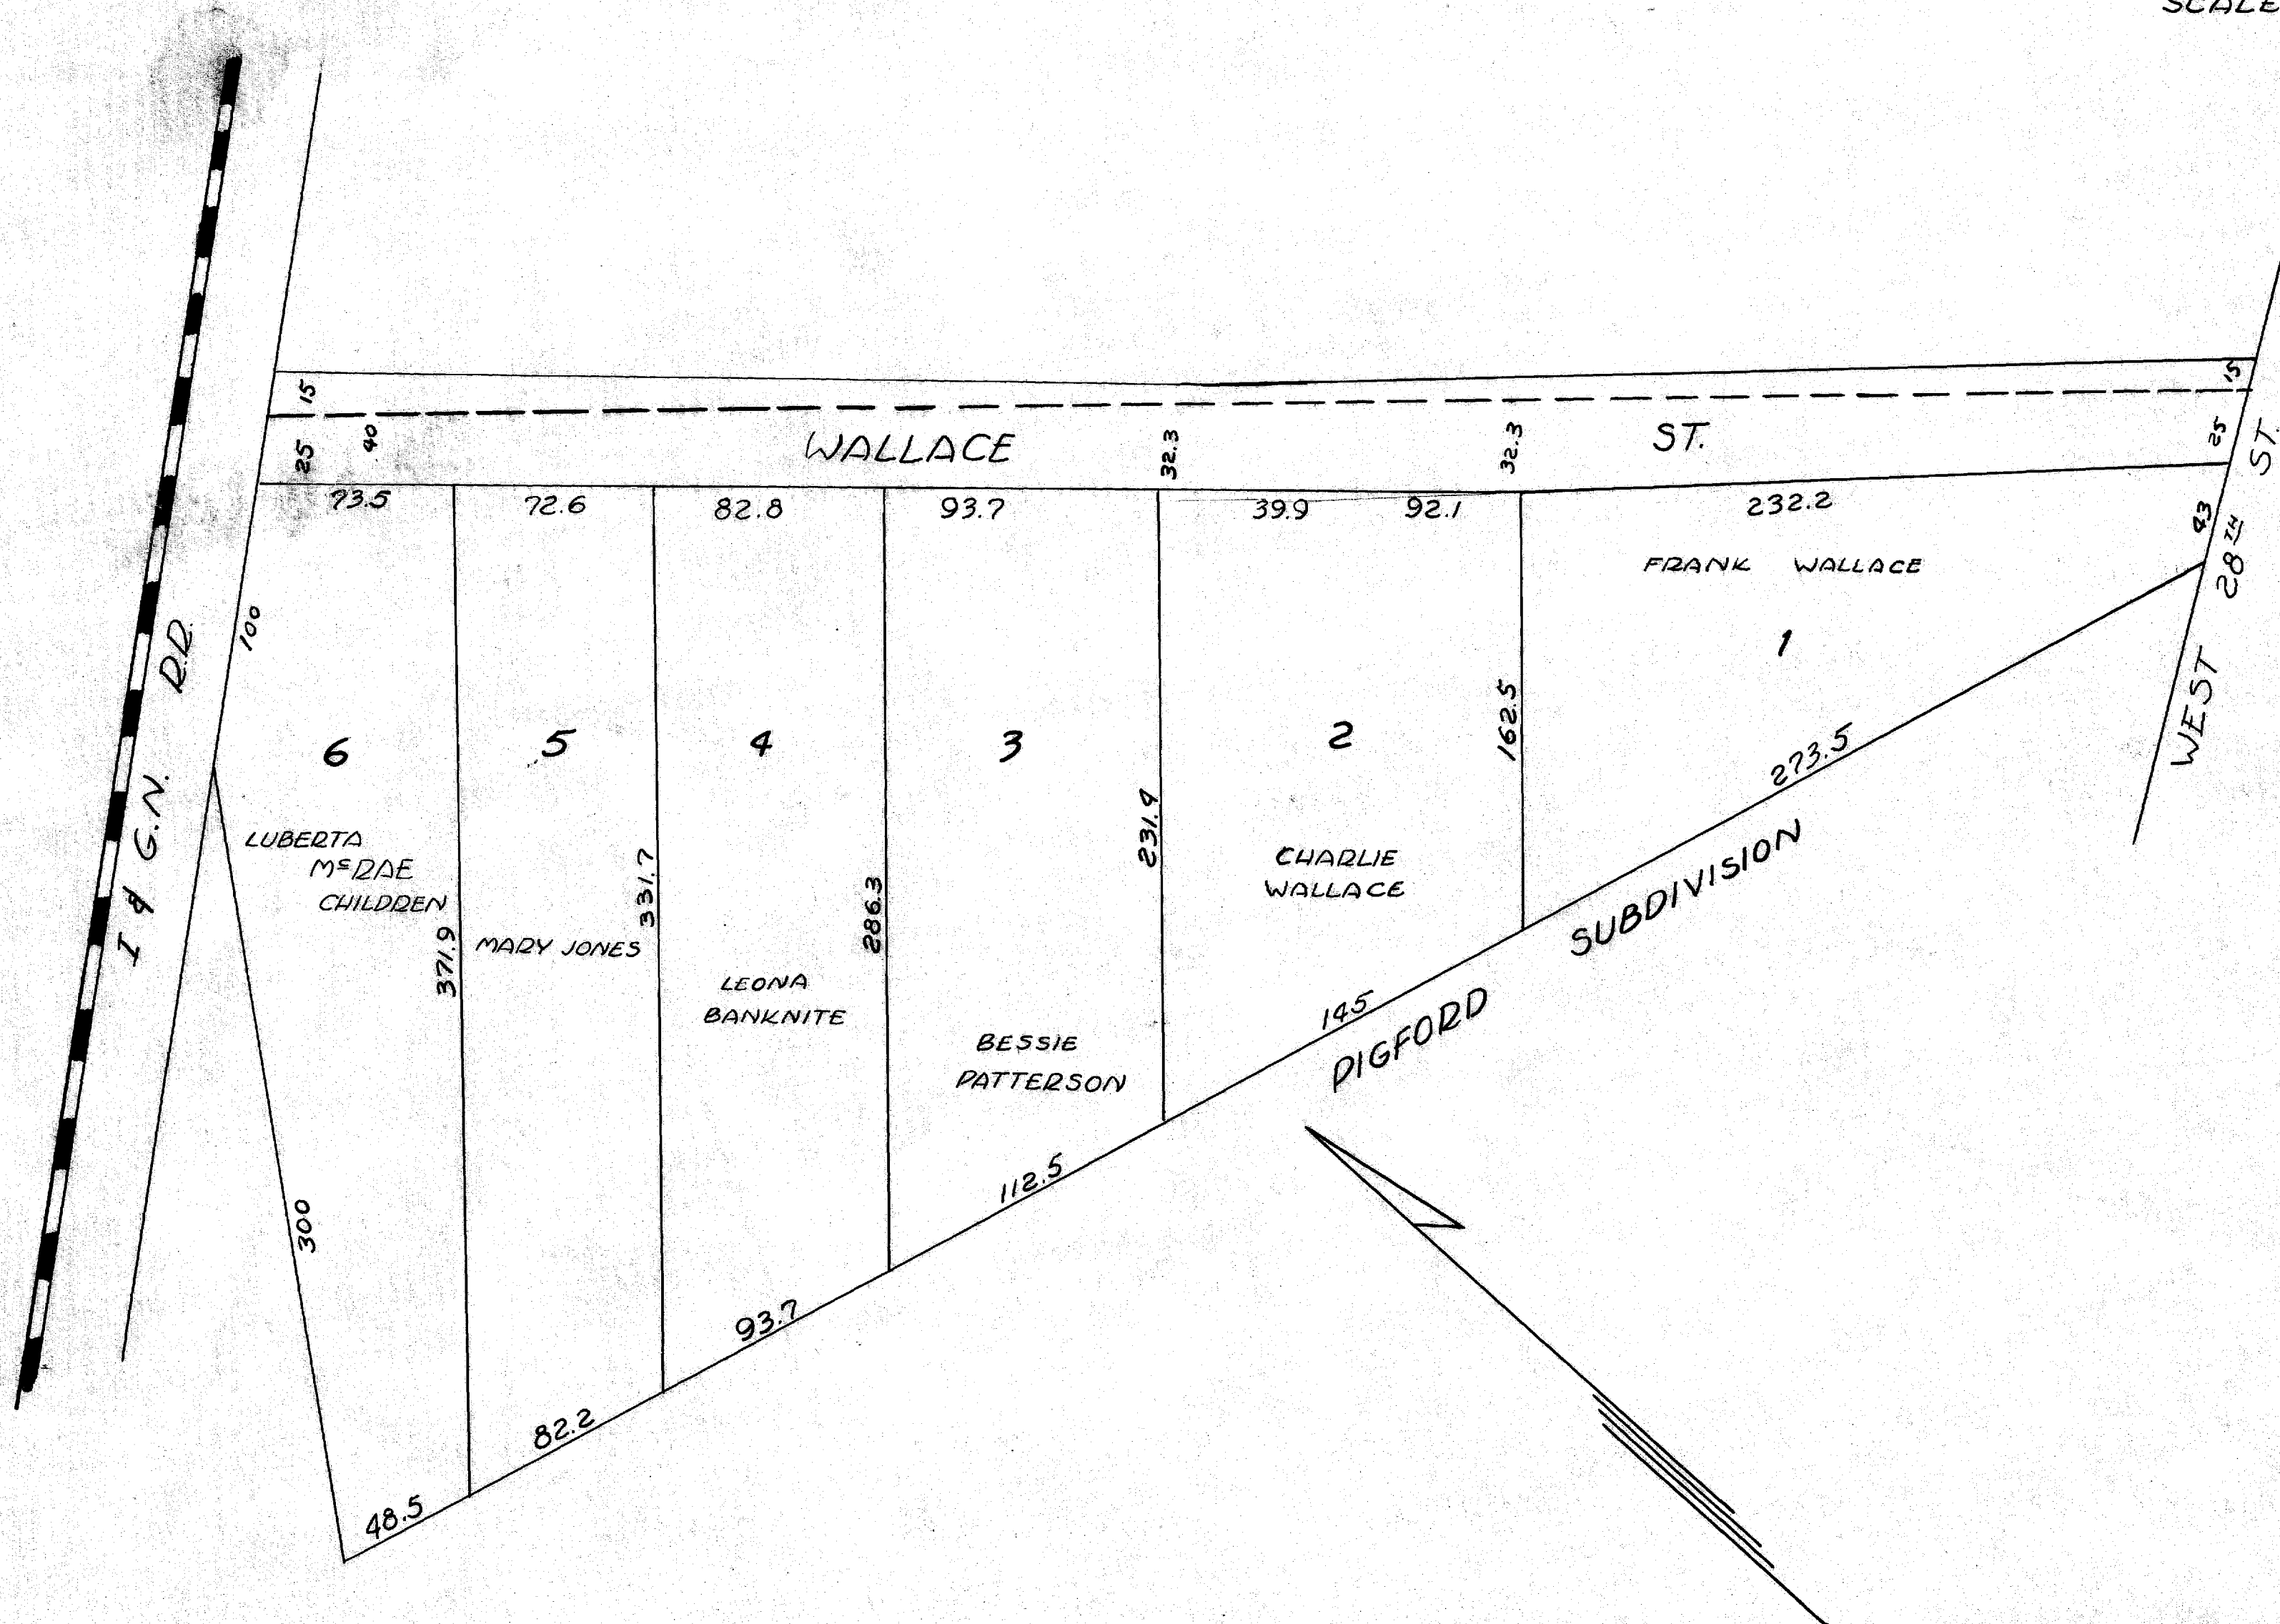 SCALE
15
15
25
40
WALLACE
32.3
32.3
ST.
25
ST.
73.5
72.6
82.8
93.7
39.9
92.1
232.2
43
28TH
WEST
FRANK WALLACE
1
100
R.R.
I & G.N.
6
5
4
3
2
162.5
273.5
LUBERTA
McRAE
CHILDREN
371.9
MARY JONES
331.7
LEONA
BANKNITE
286.3
BESSIE
PATTERSON
231.4
CHARLIE
WALLACE
SUBDIVISION
PIGFORD
145
112.5
93.7
82.2
48.5
300